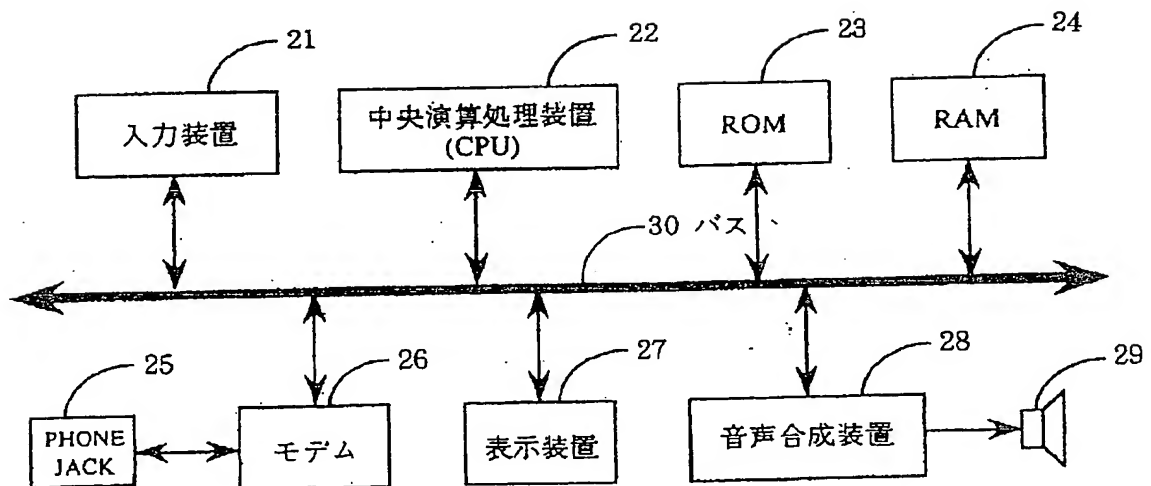 21
22
23
24
入力装置
中央演算処理装置
(CPU)
ROM
RAM
30 バス
25
26
27
28
29
PHONE
JACK
モデム
表示装置
音声合成装置